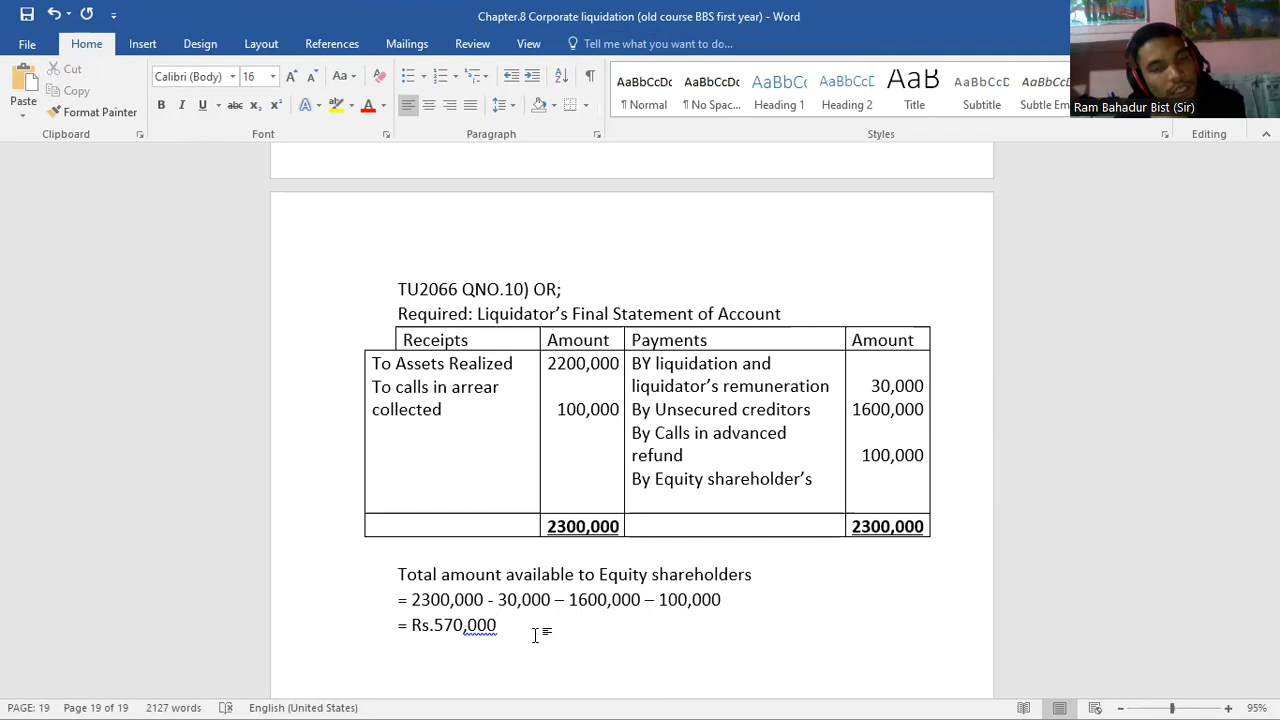 Chapter.8 Corporate liquidation (old course BBS first year) - Word
File Home Insert Design Layout References Mailings Review View Tell me what you want to do...
Ram Bahadur Bist (Sir)
Paste
Cut
Copy
Format Painter
Calibri (Body) 16
AaBbCcDc AaBbCcDc AaBbCc AaBbCcD AaB AaBbCcD AaBbCcDc
¶ Normal ¶ No Spac... Heading 1 Heading 2 Title Subtitle Subtle Em
Clipboard Font Paragraph Styles Editing
TU2066 QNO.10) OR;
Required: Liquidator’s Final Statement of Account
Receipts Amount Payments Amount
To Assets Realized 2200,000 BY liquidation and
To calls in arrear liquidator’s remuneration 30,000
collected 100,000 By Unsecured creditors 1600,000
By Calls in advanced
refund 100,000
By Equity shareholder’s
2300,000 2300,000
Total amount available to Equity shareholders
= 2300,000 - 30,000 – 1600,000 – 100,000
= Rs.570,000
PAGE: 19 Page 19 of 19 2127 words English (United States) 95%